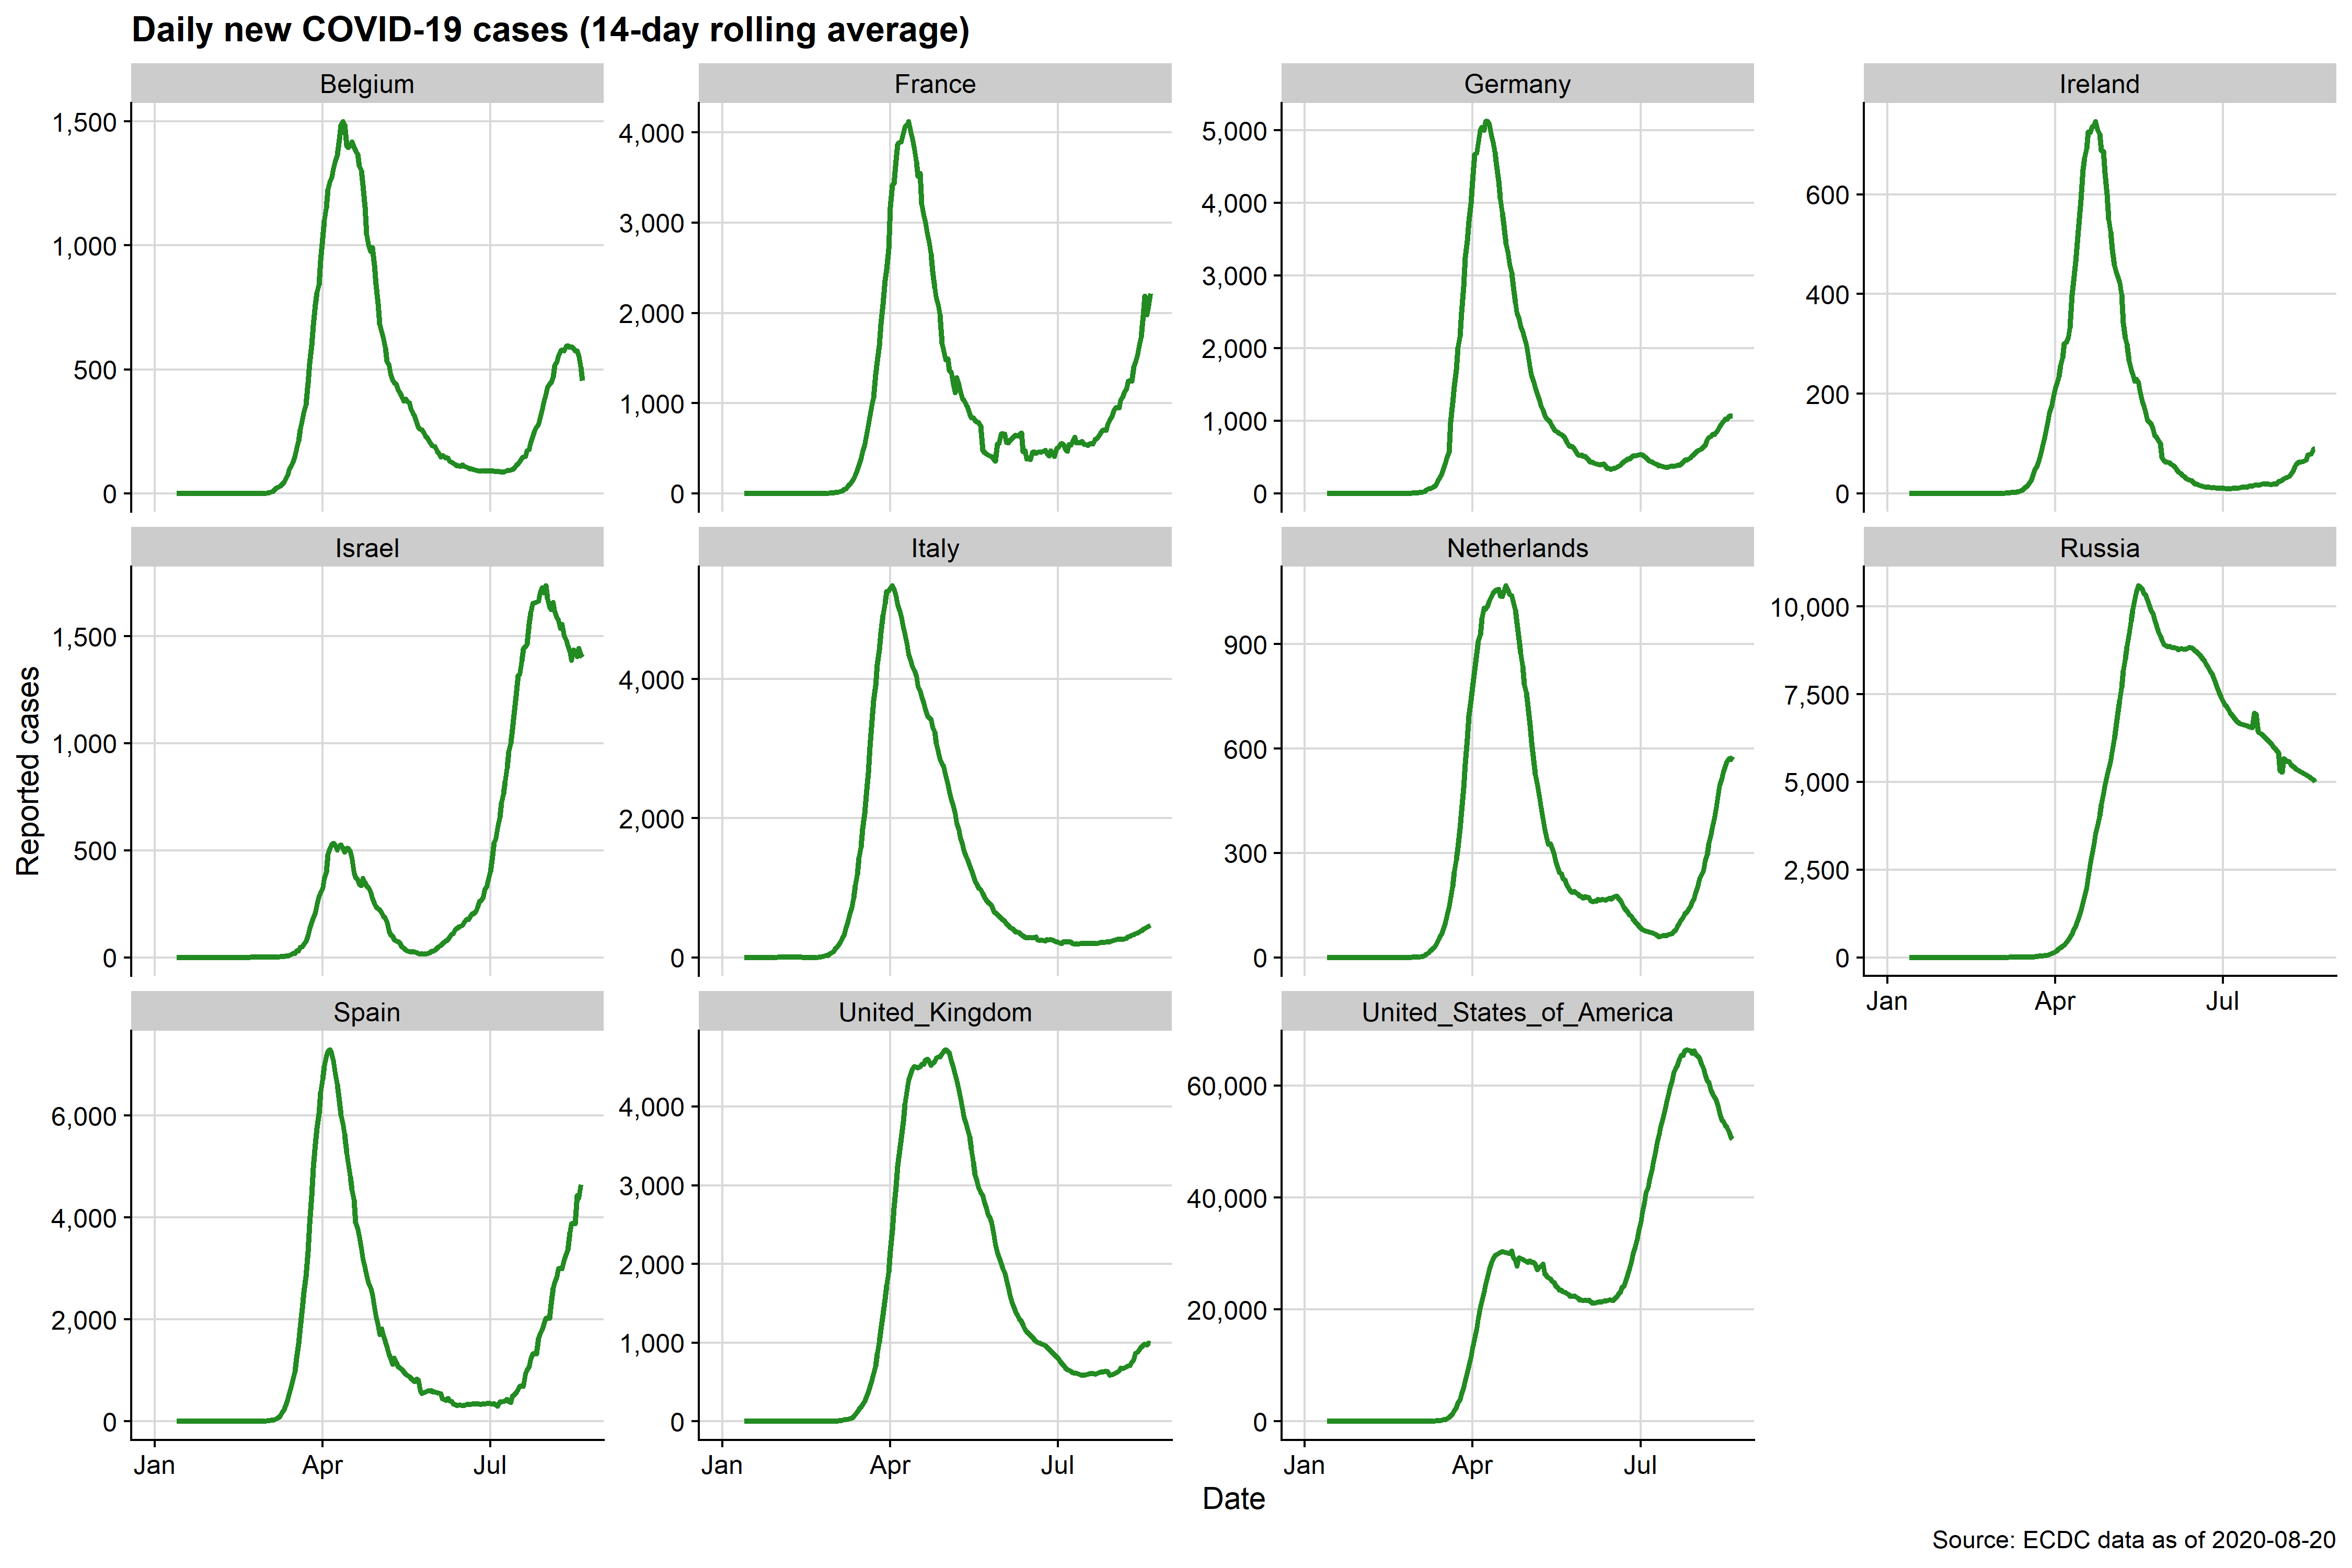 Daily new COVID-19 cases (14-day rolling average)
Belgium
France
Germany
Ireland
1,500
1,000
500
0
4,000
3,000
2,000
1,000
0
5,000
4,000
3,000
2,000
1,000
0
600
400
200
0
Israel
Italy
Netherlands
Russia
1,500
1,000
500
0
4,000
2,000
0
900
600
300
0
10,000
7,500
5,000
2,500
0
Jan
Apr
Jul
Reported cases
Spain
United_Kingdom
United_States_of_America
6,000
4,000
2,000
0
4,000
3,000
2,000
1,000
0
60,000
40,000
20,000
0
Jan
Apr
Jul
Jan
Apr
Jul
Jan
Apr
Jul
Date
Source: ECDC data as of 2020-08-20